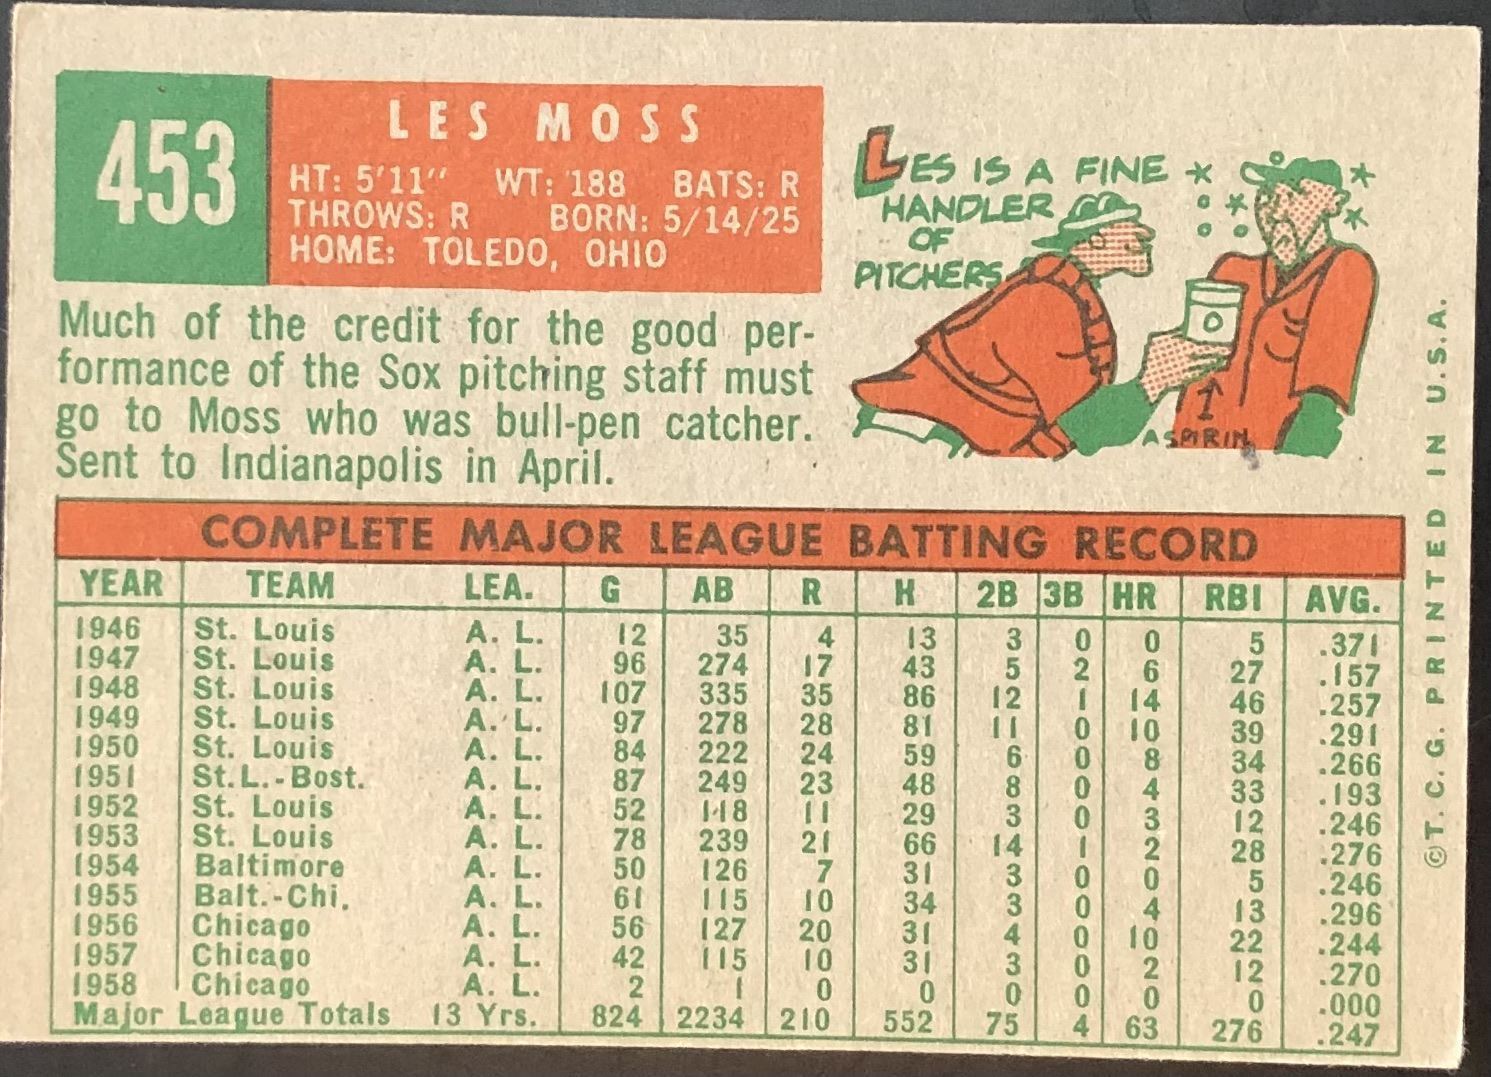 453
LES MOSS
HT: 5'11" WT: 188 BATS: R
THROWS: R BORN: 5/14/25
HOME: TOLEDO, OHIO
LES IS A FINE
HANDLER
OF
PITCHERS
ASPIRIN
Much of the credit for the good per-
formance of the Sox pitching staff must
go to Moss who was bull-pen catcher.
Sent to Indianapolis in April.
COMPLETE MAJOR LEAGUE BATTING RECORD
YEAR TEAM LEA. G AB R H 2B 3B HR RBI AVG.
1946 St. Louis A. L. 12 35 4 13 3 0 0 5 .371
1947 St. Louis A. L. 96 274 17 43 5 2 6 27 .157
1948 St. Louis A. L. 107 335 35 86 12 1 14 46 .257
1949 St. Louis A. L. 97 278 28 81 11 0 10 39 .291
1950 St. Louis A. L. 84 222 24 59 6 0 8 34 .266
1951 St.L.-Bost. A. L. 87 249 23 48 8 0 4 33 .193
1952 St. Louis A. L. 52 118 11 29 3 0 3 12 .246
1953 St. Louis A. L. 78 239 21 66 14 1 2 28 .276
1954 Baltimore A. L. 50 126 7 31 3 0 0 5 .246
1955 Balt.-Chi. A. L. 61 115 10 34 3 0 4 13 .296
1956 Chicago A. L. 56 127 20 31 4 0 10 22 .244
1957 Chicago A. L. 42 115 10 31 3 0 2 12 .270
1958 Chicago A. L. 2 1 0 0 0 0 0 0 .000
Major League Totals 13 Yrs. 824 2234 210 552 75 4 63 276 .247
©T. C. G. PRINTED IN U.S.A.